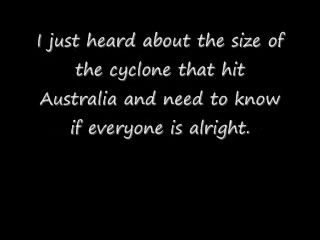 I just heard about the size of
the cyclone that hit
Australia and need to know
if everyone is alright.